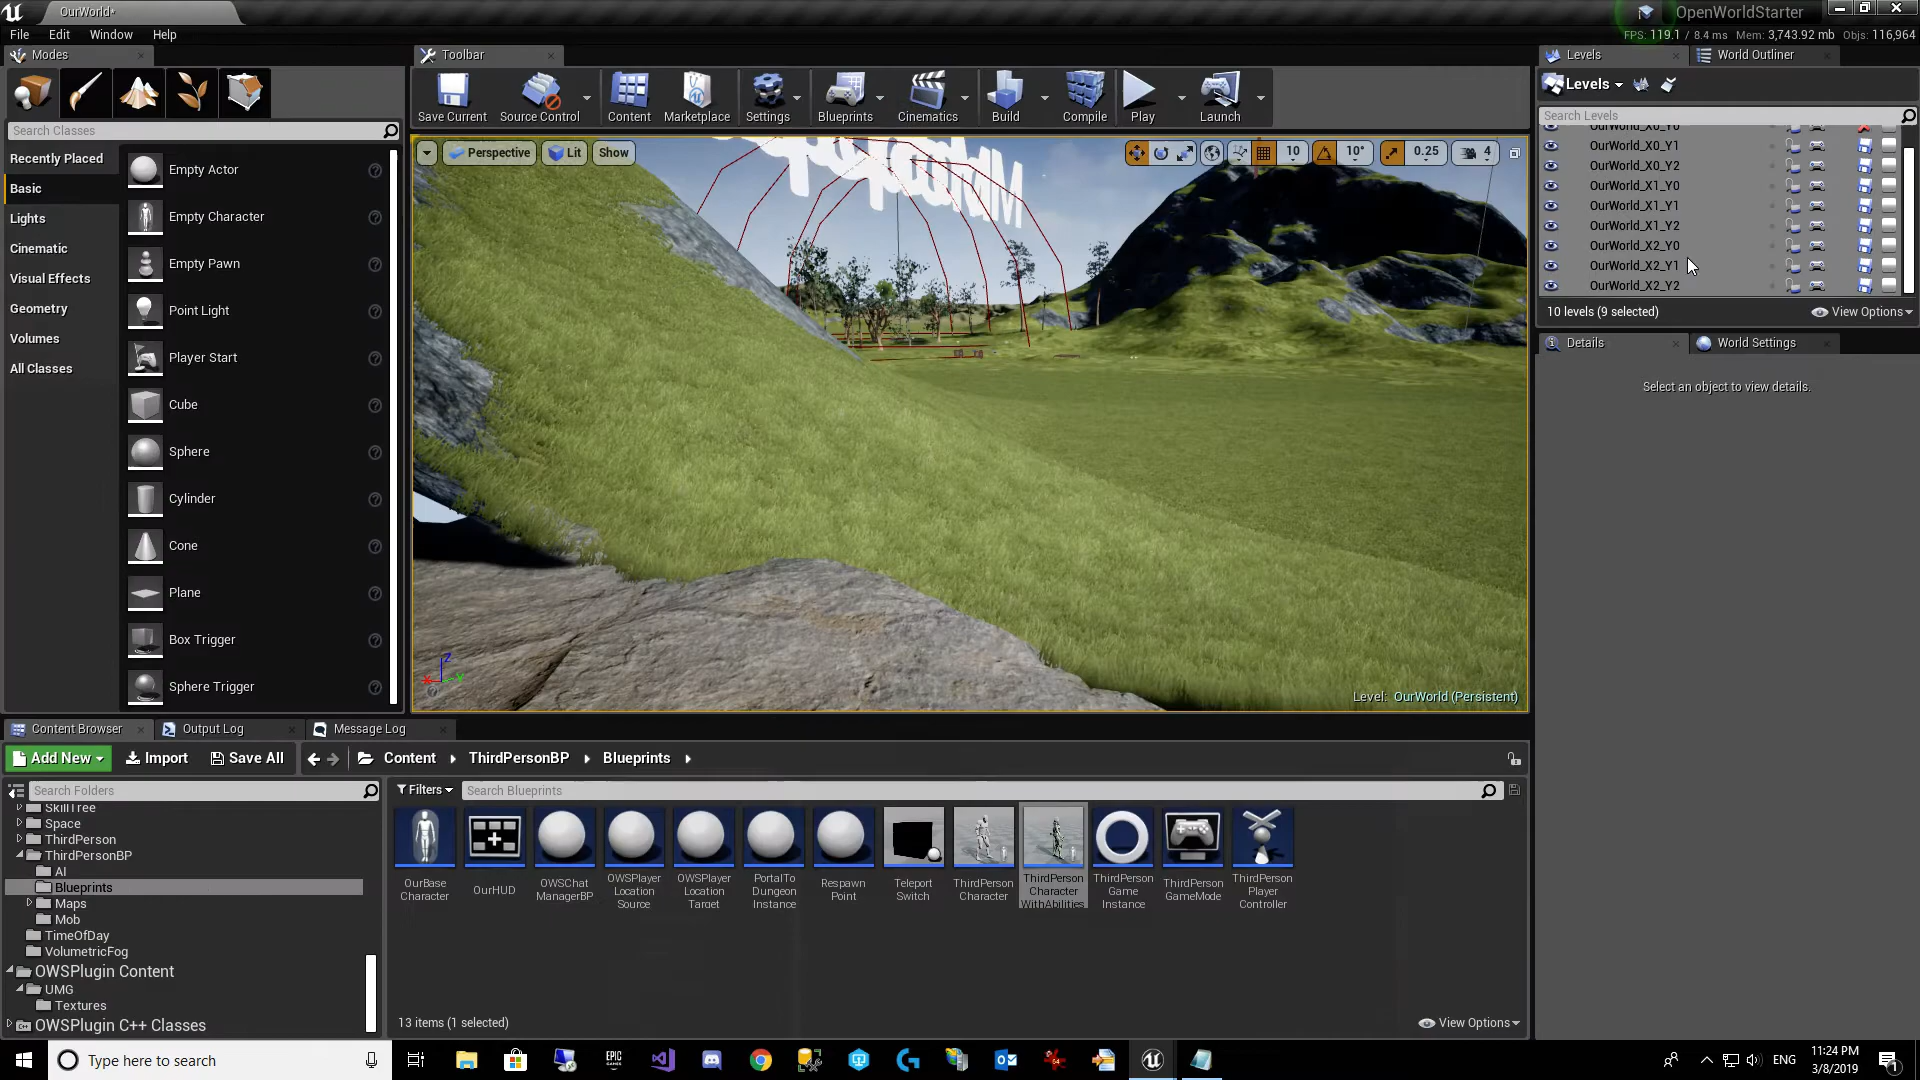 OurWorld*
OpenWorldStarter
File Edit Window Help
FPS: 119.1 / 8.4 ms Mem: 3,743.92 mb Objs: 116,964
Modes
Toolbar
Levels
World Outliner
Save Current
Source Control
Content
Marketplace
Settings
Blueprints
Cinematics
Build
Compile
Play
Launch
Levels
Search Levels
OurWorld_X0_Y0
OurWorld_X0_Y1
OurWorld_X0_Y2
OurWorld_X1_Y0
OurWorld_X1_Y1
OurWorld_X1_Y2
OurWorld_X2_Y0
OurWorld_X2_Y1
OurWorld_X2_Y2
10 levels (9 selected)
View Options
Details
World Settings
Select an object to view details.
Search Classes
Recently Placed
Basic
Lights
Cinematic
Visual Effects
Geometry
Volumes
All Classes
Empty Actor
Empty Character
Empty Pawn
Point Light
Player Start
Cube
Sphere
Cylinder
Cone
Plane
Box Trigger
Sphere Trigger
Perspective
Lit
Show
10
10°
0.25
4
Z
X
Y
Level: OurWorld (Persistent)
Content Browser
Output Log
Message Log
Add New
Import
Save All
Content
ThirdPersonBP
Blueprints
Search Folders
Filters
Search Blueprints
SkillTree
Space
ThirdPerson
ThirdPersonBP
AI
Blueprints
Maps
Mob
TimeOfDay
VolumetricFog
OWSPlugin Content
UMG
Textures
OWSPlugin C++ Classes
OurBase
Character
OurHUD
OWSChat
ManagerBP
OWSPlayer
Location
Source
OWSPlayer
Location
Target
PortalTo
Dungeon
Instance
Respawn
Point
Teleport
Switch
ThirdPerson
Character
ThirdPerson
Character
WithAbilities
ThirdPerson
Game
Instance
ThirdPerson
GameMode
ThirdPerson
Player
Controller
13 items (1 selected)
View Options
Type here to search
EPIC
GAMES
64
ENG
11:24 PM
3/8/2019
1